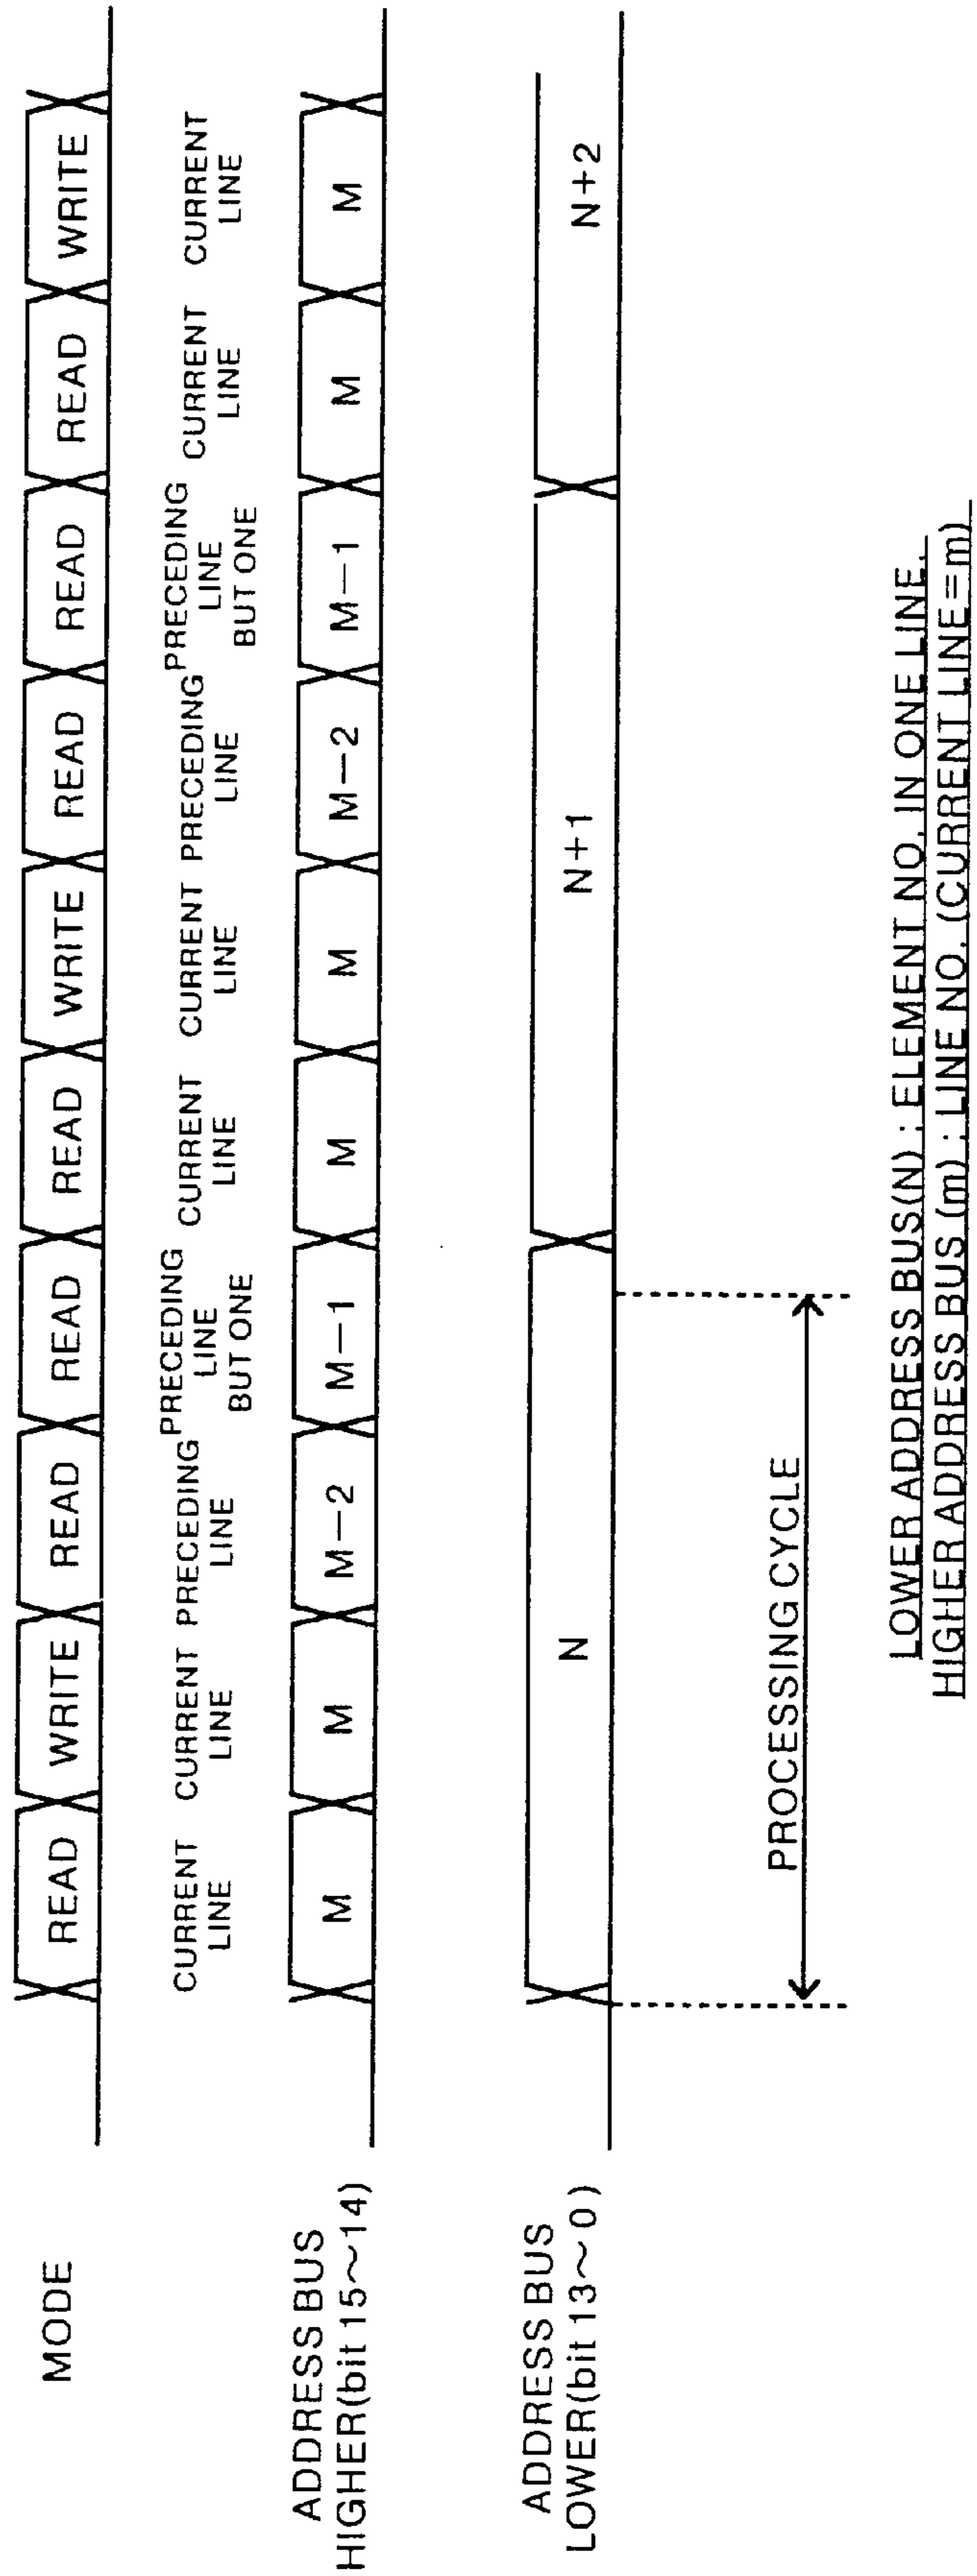 MODE
READ WRITE READ READ READ WRITE READ READ READ WRITE
CURRENT LINE
CURRENT LINE
PRECEDING LINE
PRECEDING LINE BUT ONE
CURRENT LINE
CURRENT LINE
PRECEDING LINE
PRECEDING LINE BUT ONE
CURRENT LINE
CURRENT LINE
ADDRESS BUS
HIGHER(bit 15~14)
M M M-2 M-1 M M M-2 M-1 M M
ADDRESS BUS
LOWER(bit 13~0)
N N+1 N+2
PROCESSING CYCLE
LOWER ADDRESS BUS(N) : ELEMENT NO. IN ONE LINE.
HIGHER ADDRESS BUS (m) : LINE NO. (CURRENT LINE=m)